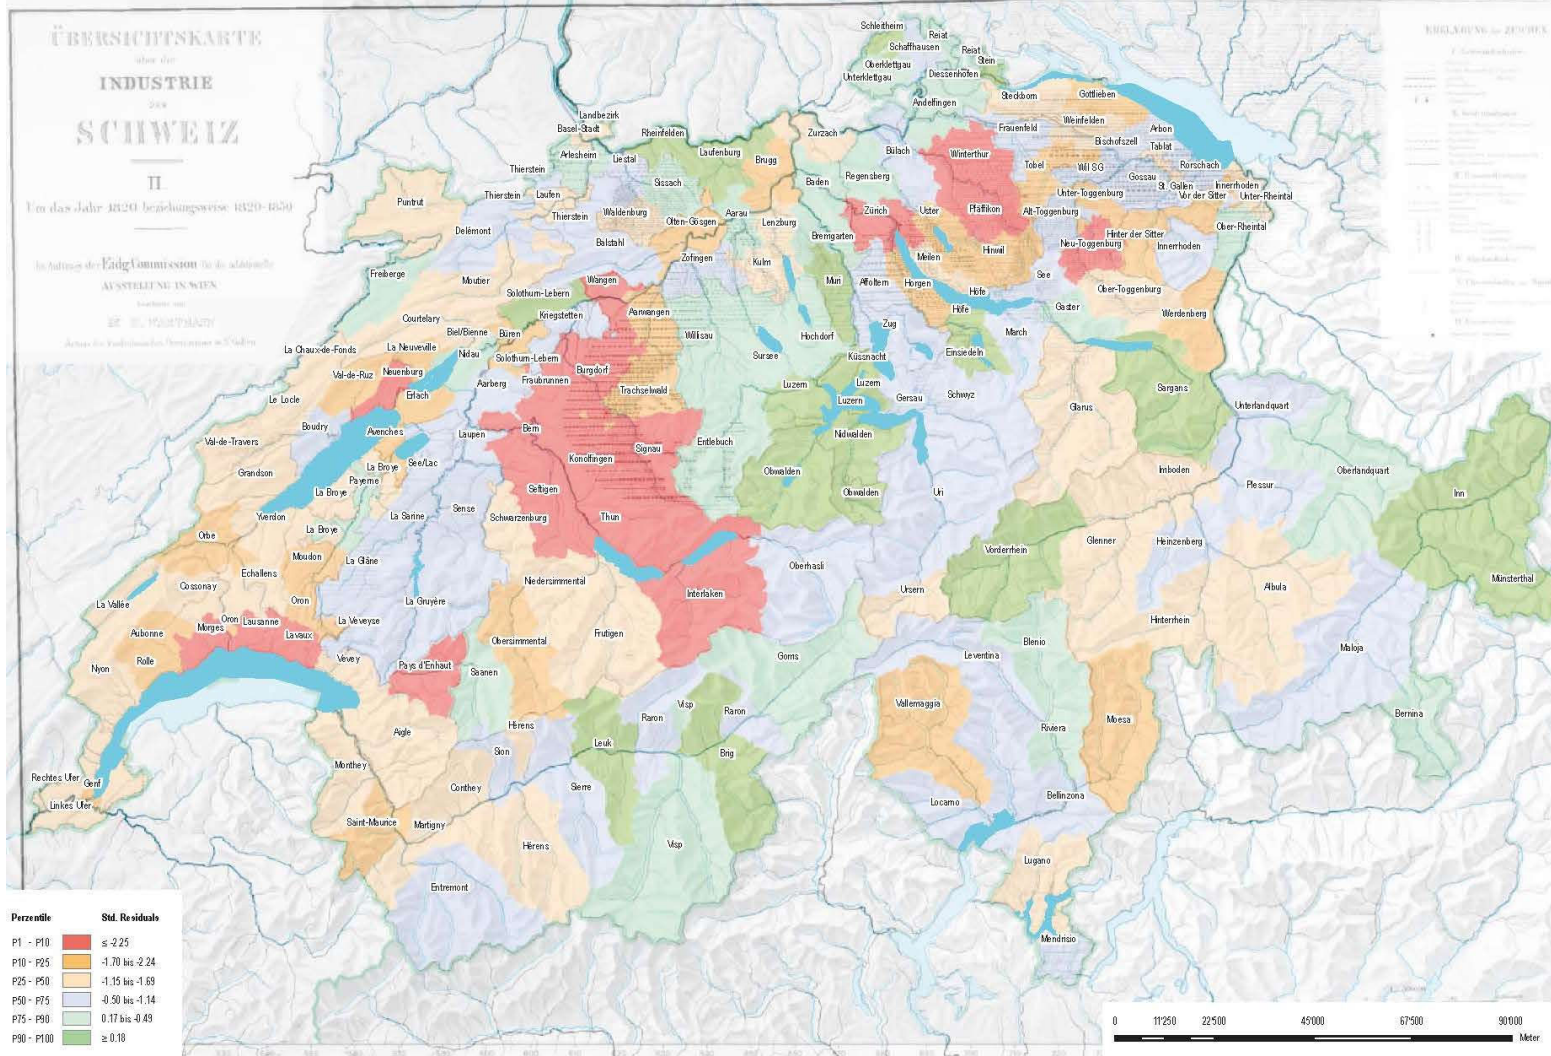 ÜBERSICHTSKARTE
über die
INDUSTRIE
DER
SCHWEIZ
II
Um das Jahr 1820 beziehungsweise 1820-1850
Im Auftrage der Eidg Commission für die
AUSSTELLUNG IN WIEN
ERKLÄRUNG der ZEICHEN
Schleitheim
Reiat
Schaffhausen
Reiat
Stein
Oberklettgau
Diessenhofen
Unterklettgau
Andelfingen
Steckborn
Gottlieben
Landbezirk
Basel-Stadt
Rheinfelden
Zurzach
Weinfelden
Frauenfeld
Arbon
Bischofszell
Tablat
Arlesheim
Liestal
Laufenburg
Brugg
Bülach
Winterthur
Rorschach
Thierstein
Tobel
Wil SG
Gossau
Sissach
Baden
Regensberg
St. Gallen
Innerrhoden
Thierstein
Laufen
Unter-Toggenburg
Vor der Sitter
Unter-Rheintal
Puntrut
Thierstein
Waldenburg
Aarau
Olten-Gösgen
Lenzburg
Zürich
Uster
Pfäffikon
Alt-Toggenburg
Ober-Rheintal
Delémont
Balstahl
Bremgarten
Hinter der Sitter
Neu-Toggenburg
Innerrhoden
Hinwil
Meilen
Zofingen
Kulm
Freiberge
Moutier
Wangen
Muri
Affoltern
Horgen
See
Höfe
Ober-Toggenburg
Solothurn-Lebern
Kriegstetten
Aarwangen
Höfe
Gaster
Werdenberg
Courtelary
Biel/Bienne
Büren
Willisau
Hochdorf
Zug
March
La Chaux-de-Fonds
La Neuveville
Nidau
Solothurn-Lebern
Sursee
Küssnacht
Einsiedeln
Val-de-Ruz
Neuenburg
Burgdorf
Fraubrunnen
Aarberg
Luzern
Luzern
Sargans
Le Locle
Erlach
Trachselwald
Luzern
Gersau
Schwyz
Glarus
Unterlandquart
Boudry
Avenches
Laupen
Bern
Nidwalden
Val-de-Travers
Signau
Entlebuch
Konolfingen
Grandson
La Broye
See/Lac
Obwalden
Imboden
Oberlandquart
Payerne
La Broye
Seftigen
Obwalden
Uri
Plessur
Inn
Yverdon
La Sarine
Sense
Schwarzenburg
Thun
La Broye
Orbe
Moudon
La Glâne
Vorderrhein
Glenner
Heinzenberg
Echallens
Cossonay
Niedersimmental
Oberhasli
Münsterthal
La Vallée
Oron
La Gruyère
Interlaken
Ursern
Albula
Oron
Morges
Lausanne
Lavaux
La Veveyse
Aubonne
Obersimmental
Frutigen
Blenio
Hinterrhein
Nyon
Rolle
Vevey
Pays d'Enhaut
Saanen
Goms
Leventina
Maloja
Vallemaggia
Moesa
Bernina
Visp
Raron
Raron
Hérens
Riviera
Aigle
Sion
Leuk
Brig
Monthey
Rechtes Ufer
Genf
Conthey
Sierre
Linkes Ufer
Locarno
Bellinzona
Saint-Maurice
Martigny
Hérens
Visp
Lugano
Entremont
Mendrisio
Perzentile Std. Residuals
P1 - P10 ≤ -2.25
P10 - P25 -1.70 bis -2.24
P25 - P50 -1.15 bis -1.69
P50 - P75 -0.50 bis -1.14
P75 - P90 0.17 bis -0.49
P90 - P100 ≥ 0.18
0 11'250 22'500 45'000 67'500 90'000
Meter